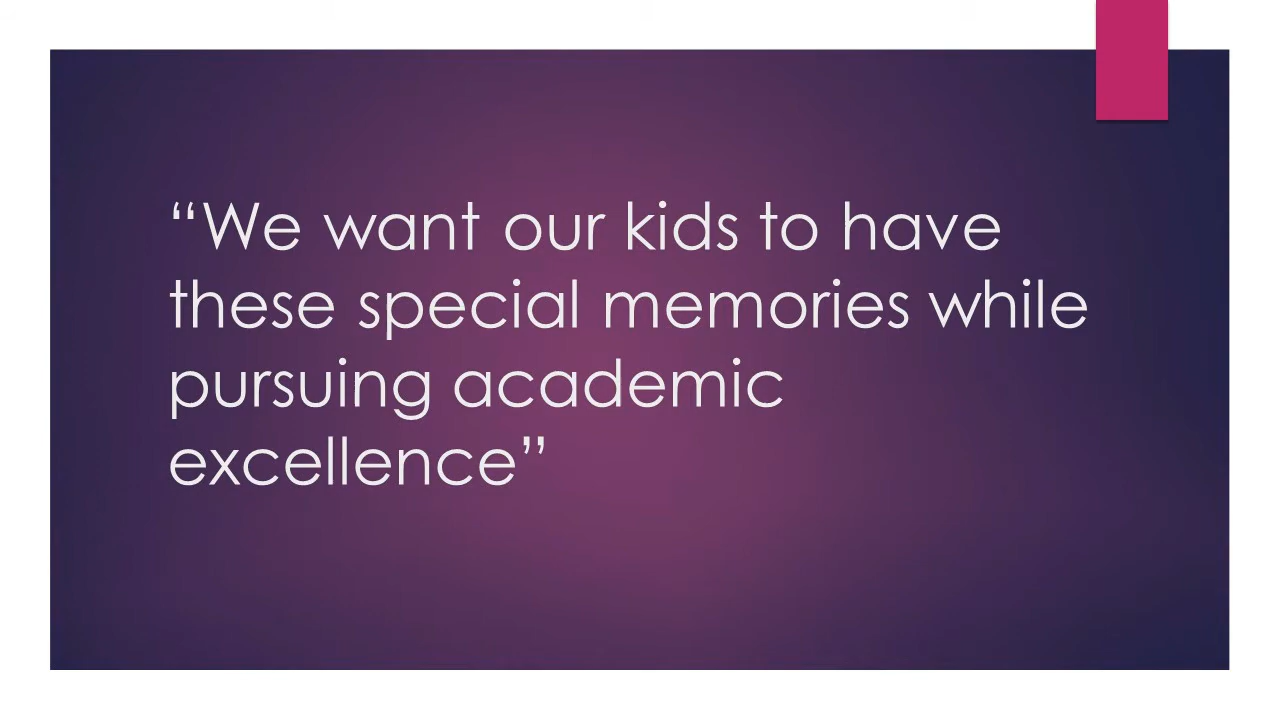 “We want our kids to have
these special memories while
pursuing academic
excellence”